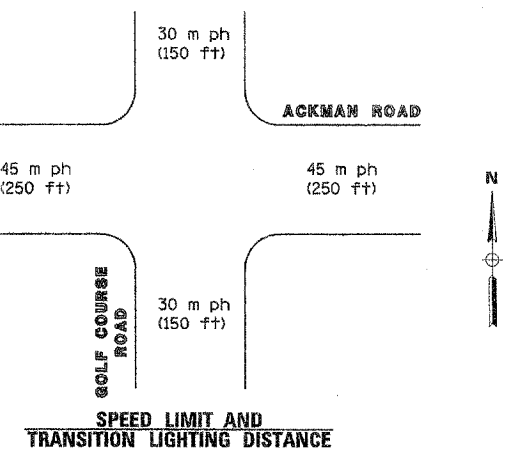 30 m ph
(150 ft)
ACKMAN ROAD
45 m ph
(250 ft)
45 m ph
(250 ft)
N
GOLF COURSE
ROAD
30 m ph
(150 ft)
SPEED LIMIT AND
TRANSITION LIGHTING DISTANCE